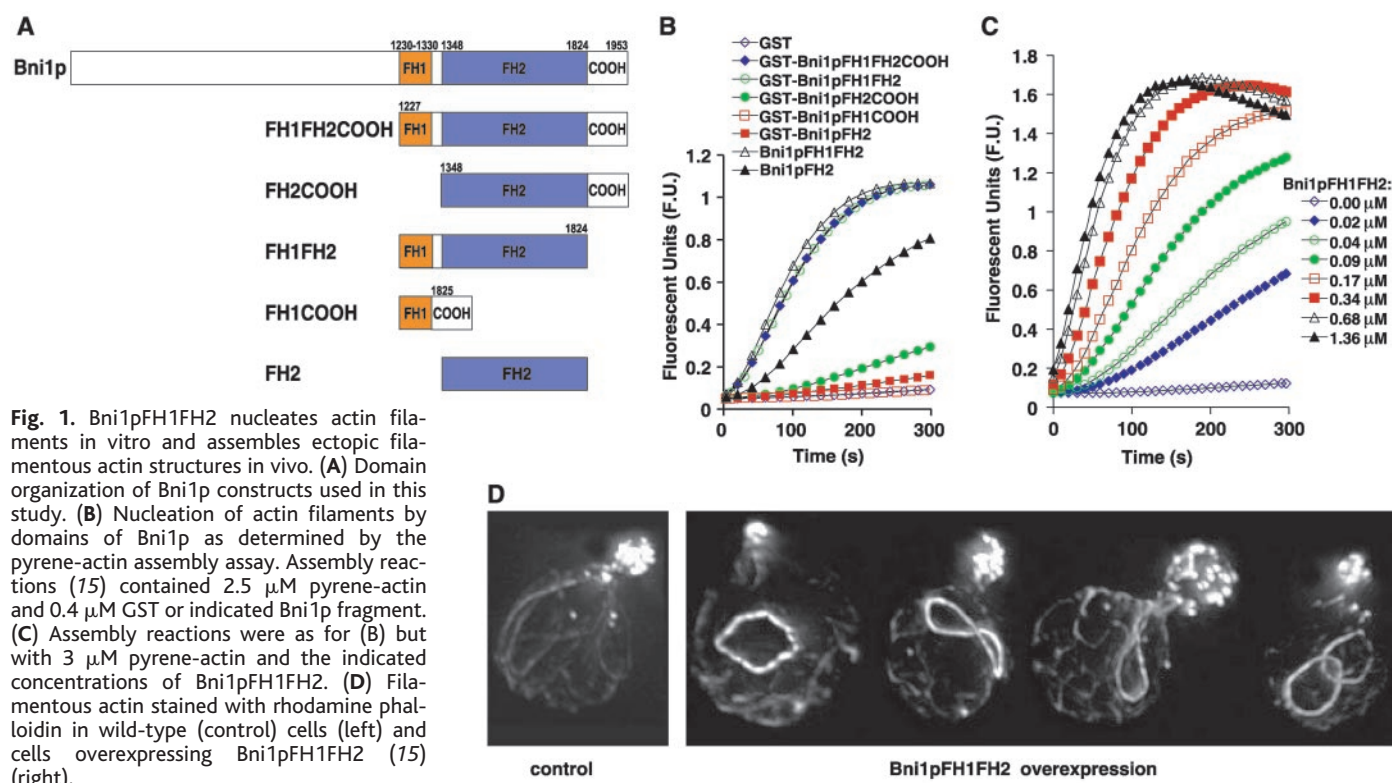 A
1230-1330 1348 1824 1953
Bni1p FH1 FH2 COOH
1227
FH1FH2COOH FH1 FH2 COOH
1348
FH2COOH FH2 COOH
1824
FH1FH2 FH1 FH2
1825
FH1COOH FH1 COOH
FH2 FH2
B
GST
GST-Bni1pFH1FH2COOH
GST-Bni1pFH1FH2
GST-Bni1pFH2COOH
GST-Bni1pFH1COOH
GST-Bni1pFH2
Bni1pFH1FH2
Bni1pFH2
Fluorescent Units (F.U.)
1.2
1
0.8
0.6
0.4
0.2
0
0 100 200 300
Time (s)
C
Fluorescent Units (F.U.)
1.8
1.6
1.4
1.2
1.0
0.8
0.6
0.4
0.2
0
0 100 200 300
Time (s)
Bni1pFH1FH2:
0.00 µM
0.02 µM
0.04 µM
0.09 µM
0.17 µM
0.34 µM
0.68 µM
1.36 µM
Fig. 1. Bni1pFH1FH2 nucleates actin fila-
ments in vitro and assembles ectopic fila-
mentous actin structures in vivo. (A) Domain
organization of Bni1p constructs used in this
study. (B) Nucleation of actin filaments by
domains of Bni1p as determined by the
pyrene-actin assembly assay. Assembly reac-
tions (15) contained 2.5 µM pyrene-actin
and 0.4 µM GST or indicated Bni1p fragment.
(C) Assembly reactions were as for (B) but
with 3 µM pyrene-actin and the indicated
concentrations of Bni1pFH1FH2. (D) Fila-
mentous actin stained with rhodamine phal-
loidin in wild-type (control) cells (left) and
cells overexpressing Bni1pFH1FH2 (15)
(right).
D
control
Bni1pFH1FH2 overexpression